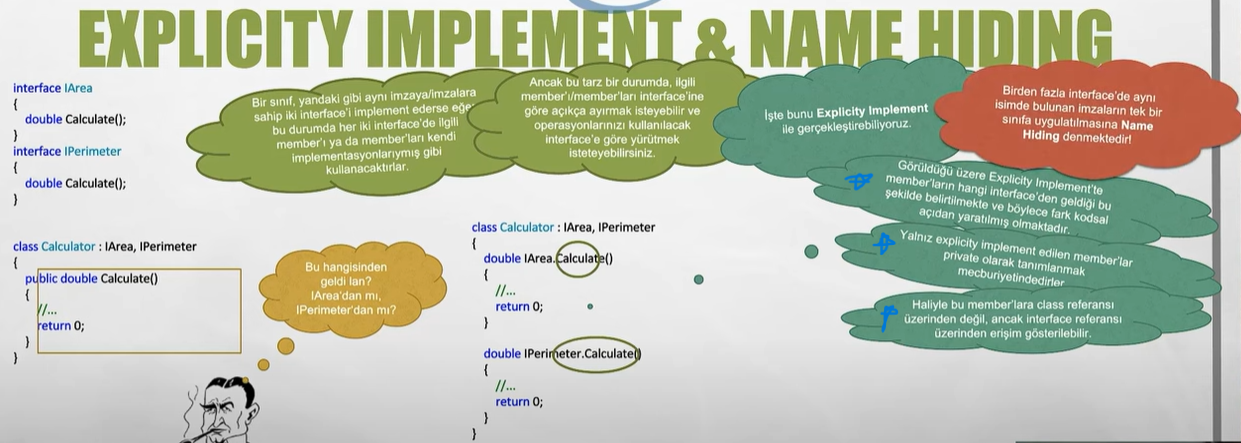 EXPLICITY IMPLEMENT & NAME HIDING
interface IArea
{
double Calculate();
}
interface IPerimeter
{
double Calculate();
}
Bir sınıf, yandaki gibi aynı imzaya/imzalara
sahip iki interface'i implement ederse eğer
bu durumda her iki interface'de ilgili
member'ı ya da member'ları kendi
implementasyonlarıymış gibi
kullanacaktırlar.
Ancak bu tarz bir durumda, ilgili
member'ı/member'ları interface'ine
göre açıkça ayırmak isteyebilir ve
operasyonlarınızı kullanılacak
interface'e göre yürütmek
isteteyebilirsiniz.
İşte bunu Explicity Implement
ile gerçekleştirebiliyoruz.
Birden fazla interface'de aynı
isimde bulunan imzaların tek bir
sınıfa uygulatılmasına Name
Hiding denmektedir!
Görüldüğü üzere Explicity Implement'te
member'ların hangi interface'den geldiği bu
şekilde belirtilmekte ve böylece fark kodsal
açıdan yaratılmış olmaktadır.
Yalnız explicity implement edilen member'lar
private olarak tanımlanmak
mecburiyetindedirler.
Haliyle bu member'lara class referansı
üzerinden değil, ancak interface referansı
üzerinden erişim gösterilebilir.
class Calculator : IArea, IPerimeter
{
public double Calculate()
{
//...
return 0;
}
}
Bu hangisinden
geldi lan?
IArea'dan mı,
IPerimeter'dan mı?
class Calculator : IArea, IPerimeter
{
double IArea.Calculate()
{
//...
return 0;
}
double IPerimeter.Calculate()
{
//...
return 0;
}
}